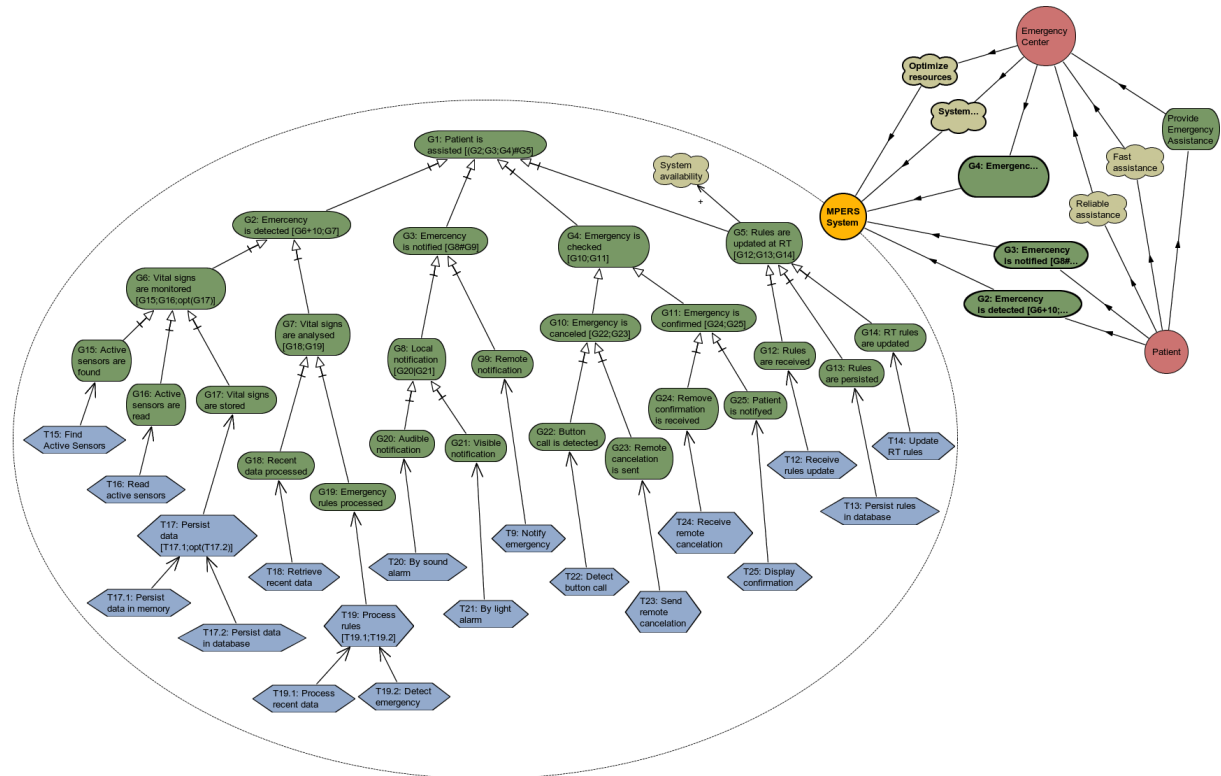 Emergency
Center
Optimize
resources
System...
Provide
Emergency
Assistance
G1: Patient is
assisted [(G2;G3;G4)#G5]
Fast
assistance
System
availability
G4: Emergenc...
+
Reliable
assistance
MPERS
System
G2: Emercency
is detected [G6+10;G7]
G3: Emercency
is notified [G8#G9]
G4: Emergency is
checked
[G10;G11]
G5: Rules are
updated at RT
[G12;G13;G14]
G3: Emercency
is notified [G8#...
G2: Emercency
is detected [G6+10;...
Patient
G6: Vital signs
are monitored
[G15;G16;opt(G17)]
G7: Vital signs
are analysed
[G18;G19]
G10: Emergency is
canceled [G22;G23]
G11: Emergency is
confirmed [G24;G25]
G14: RT rules
are updated
G15: Active
sensors are
found
G8: Local
notification
[G20|G21]
G9: Remote
notification
G12: Rules
are received
G13: Rules
are persisted
G16: Active
sensors are
read
G17: Vital signs
are stored
G24: Remove
confirmation
is received
G25: Patient
is notifyed
T15: Find
Active Sensors
G20: Audible
notification
G21: Visible
notification
G22: Button
call is detected
G23: Remote
cancelation
is sent
T14: Update
RT rules
T12: Receive
rules update
G18: Recent
data processed
T16: Read
active sensors
G19: Emergency
rules processed
T13: Persist rules
in database
T17: Persist
data
[T17.1;opt(T17.2)]
T9: Notify
emergency
T24: Receive
remote
cancelation
T18: Retrieve
recent data
T20: By sound
alarm
T22: Detect
button call
T25: Display
confirmation
T17.1: Persist
data in memory
T21: By light
alarm
T23: Send
remote
cancelation
T17.2: Persist data
in database
T19: Process
rules
[T19.1;T19.2]
T19.1: Process
recent data
T19.2: Detect
emergency